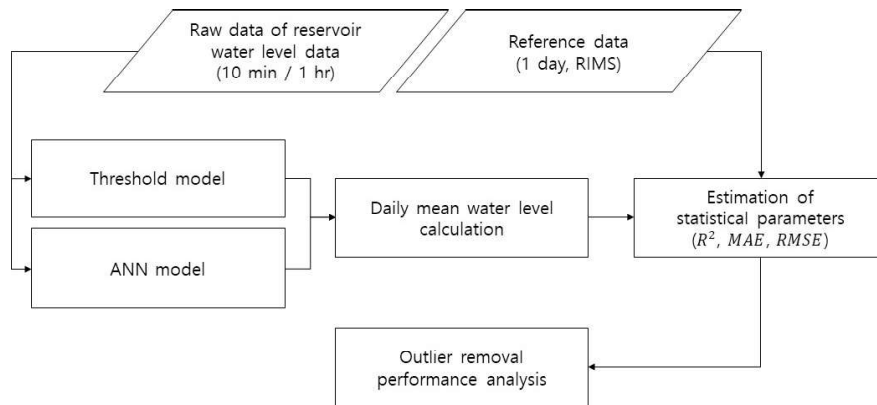 Raw data of reservoir
water level data
(10 min / 1 hr)
Reference data
(1 day, RIMS)
Threshold model
ANN model
Daily mean water level
calculation
Estimation of
statistical parameters
(R², MAE, RMSE)
Outlier removal
performance analysis